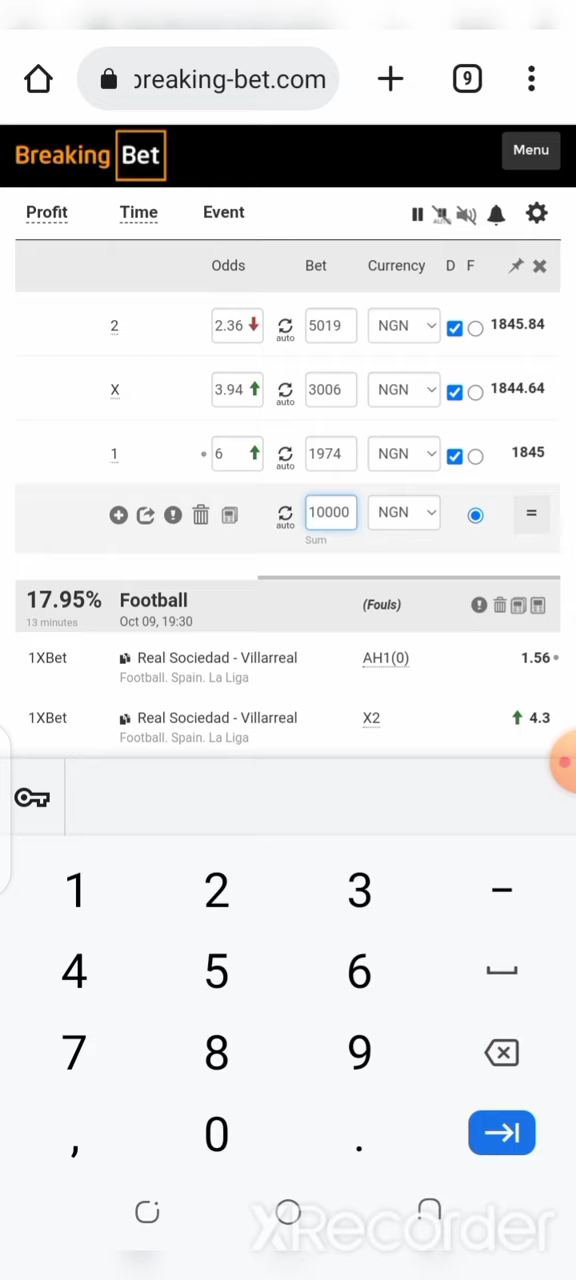 breaking-bet.com
9
Breaking Bet
Menu
Profit Time Event
AUTO
Odds Bet Currency D F
2 2.36 auto 5019 NGN 1845.84
X 3.94 auto 3006 NGN 1844.64
1 6 auto 1974 NGN 1845
auto 10000 NGN =
Sum
17.95% Football (Fouls)
13 minutes Oct 09, 19:30
1XBet Real Sociedad - Villarreal AH1(0) 1.56
Football. Spain. La Liga
1XBet Real Sociedad - Villarreal X2 4.3
Football. Spain. La Liga
1 2 3 –
4 5 6
7 8 9
, 0 .
XRecorder